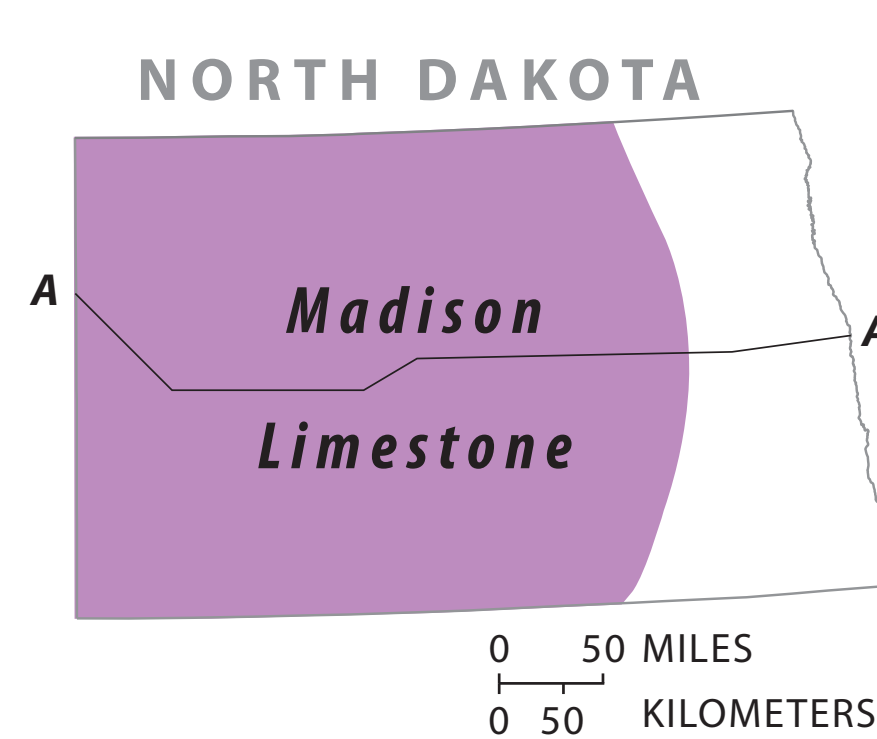 NORTH DAKOTA
A
Madison
A
Limestone
0 50 MILES
0 50 KILOMETERS